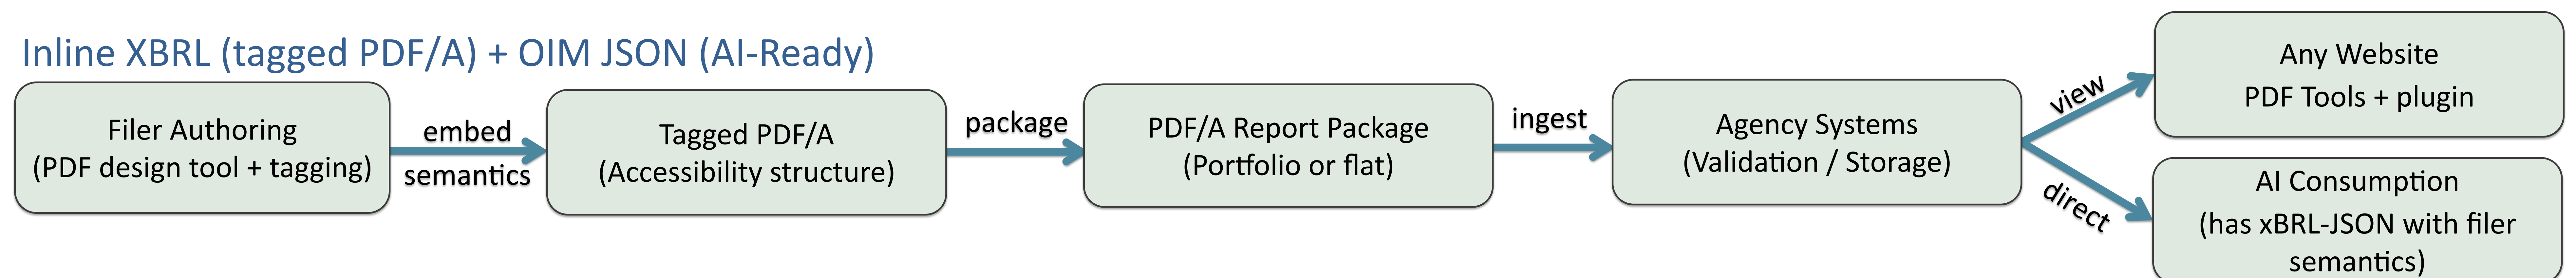 Inline XBRL (tagged PDF/A) + OIM JSON (AI-Ready)
Filer Authoring
(PDF design tool + tagging)
embed
semantics
Tagged PDF/A
(Accessibility structure)
package
PDF/A Report Package
(Portfolio or flat)
ingest
Agency Systems
(Validation / Storage)
view
Any Website
PDF Tools + plugin
direct
AI Consumption
(has xBRL-JSON with filer
semantics)